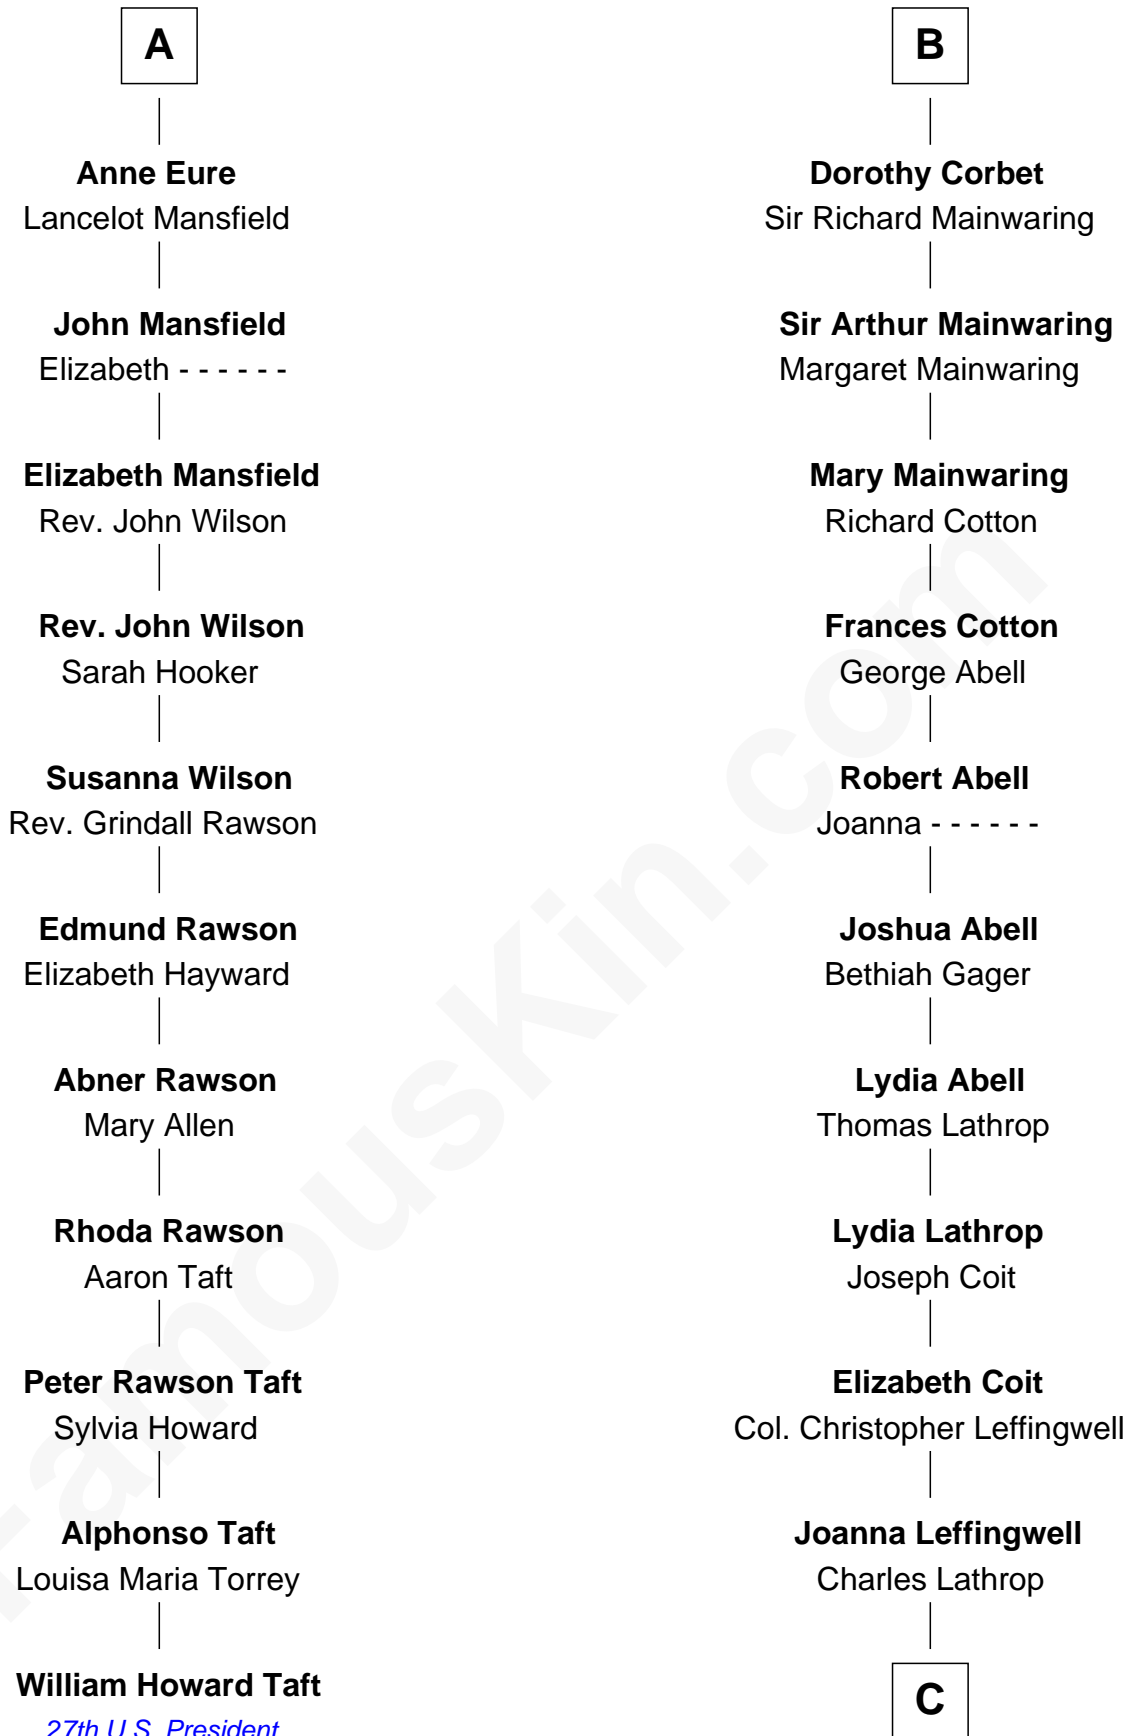 A
Anne Eure
Lancelot Mansfield
John Mansfield
Elizabeth - - - - - -
Elizabeth Mansfield
Rev. John Wilson
Rev. John Wilson
Sarah Hooker
Susanna Wilson
Rev. Grindall Rawson
Edmund Rawson
Elizabeth Hayward
Abner Rawson
Mary Allen
Rhoda Rawson
Aaron Taft
Peter Rawson Taft
Sylvia Howard
Alphonso Taft
Louisa Maria Torrey
William Howard Taft
27th U.S. President
B
Dorothy Corbet
Sir Richard Mainwaring
Sir Arthur Mainwaring
Margaret Mainwaring
Mary Mainwaring
Richard Cotton
Frances Cotton
George Abell
Robert Abell
Joanna - - - - - -
Joshua Abell
Bethiah Gager
Lydia Abell
Thomas Lathrop
Lydia Lathrop
Joseph Coit
Elizabeth Coit
Col. Christopher Leffingwell
Joanna Leffingwell
Charles Lathrop
C
FamousKin.com